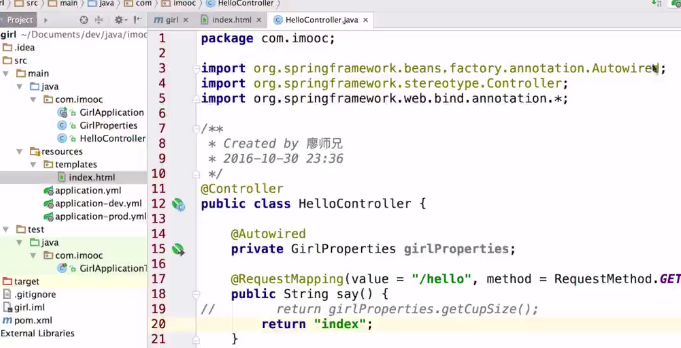 girl
src
main
java
com
imooc
HelloController
Project
girl
index.html
HelloController.java
girl ~/Documents/dev/java/imooc
.idea
src
main
java
com.imooc
GirlApplication
GirlProperties
HelloController
resources
templates
index.html
application.yml
application-dev.yml
application-prod.yml
test
java
com.imooc
GirlApplicationT
target
.gitignore
girl.iml
pom.xml
External Libraries
1 package com.imooc;
2
3 import org.springframework.beans.factory.annotation.Autowired;
4 import org.springframework.stereotype.Controller;
5 import org.springframework.web.bind.annotation.*;
6
7 /**
8 * Created by 廖师兄
9 * 2016-10-30 23:36
10 */
11 @Controller
12 public class HelloController {
13
14 @Autowired
15 private GirlProperties girlProperties;
16
17 @RequestMapping(value = "/hello", method = RequestMethod.GET
18 public String say() {
19 // return girlProperties.getCupSize();
20 return "index";
21 }